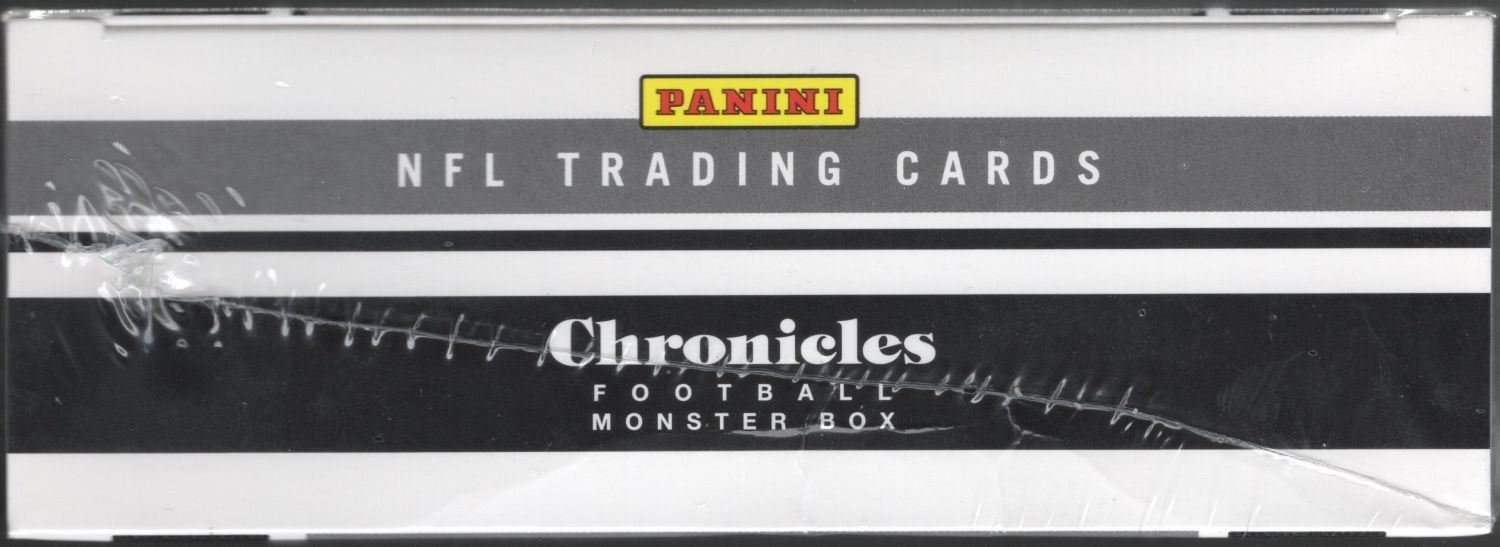 PANINI
NFL TRADING CARDS
Chronicles
FOOTBALL
MONSTER BOX